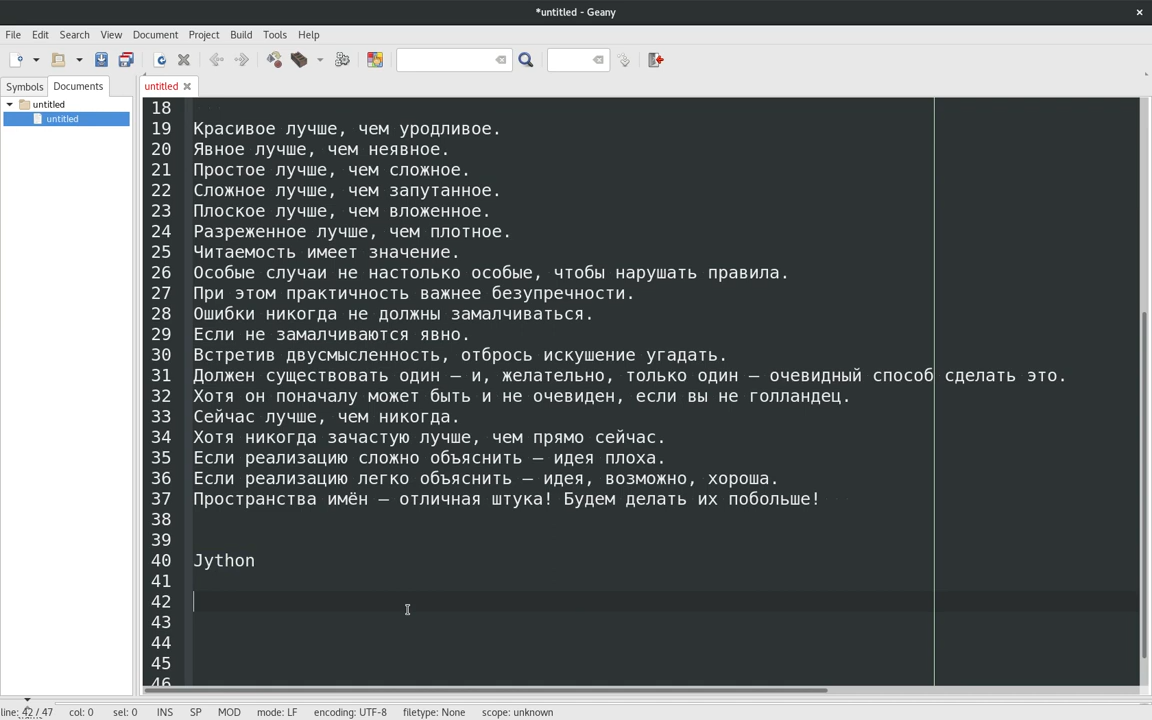 *untitled - Geany
File Edit Search View Document Project Build Tools Help
Symbols Documents
untitled
untitled
untitled
18
19 Красивое лучше, чем уродливое.
20 Явное лучше, чем неявное.
21 Простое лучше, чем сложное.
22 Сложное лучше, чем запутанное.
23 Плоское лучше, чем вложенное.
24 Разреженное лучше, чем плотное.
25 Читаемость имеет значение.
26 Особые случаи не настолько особые, чтобы нарушать правила.
27 При этом практичность важнее безупречности.
28 Ошибки никогда не должны замалчиваться.
29 Если не замалчиваются явно.
30 Встретив двусмысленность, отбрось искушение угадать.
31 Должен существовать один — и, желательно, только один — очевидный способ сделать это.
32 Хотя он поначалу может быть и не очевиден, если вы не голландец.
33 Сейчас лучше, чем никогда.
34 Хотя никогда зачастую лучше, чем прямо сейчас.
35 Если реализацию сложно объяснить — идея плоха.
36 Если реализацию легко объяснить — идея, возможно, хороша.
37 Пространства имён — отличная штука! Будем делать их побольше!
38
39
40 Jython
41
42
43
44
45
46
line: 42 / 47 col: 0 sel: 0 INS SP MOD mode: LF encoding: UTF-8 filetype: None scope: unknown